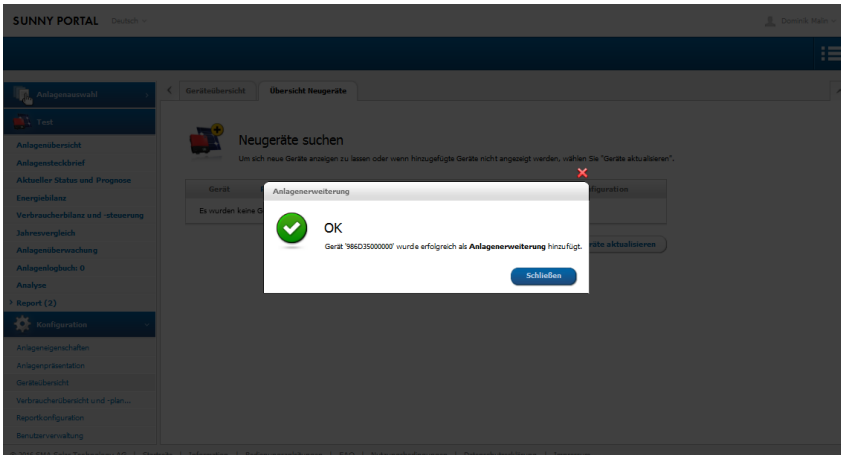 SUNNY PORTAL Deutsch
Dominik
Anlagenauswahl
Geräteübersicht Übersicht Neugeräte
Test
Anlagenübersicht
Anlagensteckbrief
Aktueller Status und Prognose
Energiebilanz
Verbraucherbilanz und -steuerung
Jahresvergleich
Anlagenüberwachung
Anlagenlogbuch: 0
Analyse
Report (2)
Konfiguration
Anlageneigenschaften
Anlagenpräsentation
Geräteübersicht
Verbraucherübersicht und -plan...
Reportkonfiguration
Benutzerverwaltung
Neugeräte suchen
Um sich neue Geräte anzeigen zu lassen oder wenn hinzugefügte Geräte nicht angezeigt werden, wählen Sie "Geräte aktualisieren".
Gerät
Es wurden keine G
räte aktualisieren
Anlagenerweiterung
OK
Gerät '986D35000000' wurde erfolgreich als Anlagenerweiterung hinzufügt.
Schließen